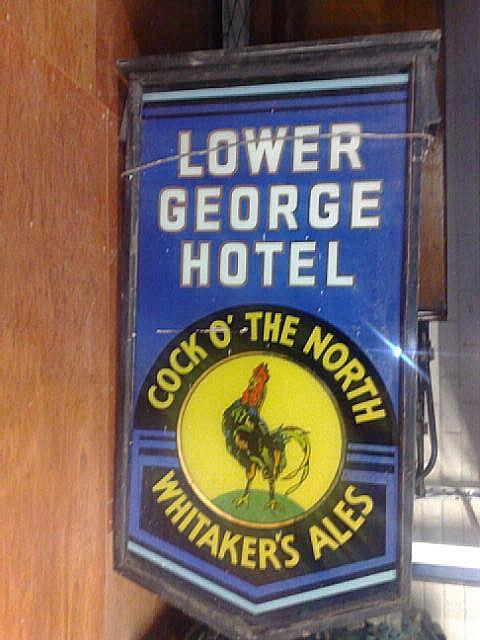 LOWER
GEORGE
HOTEL
COCK O' THE NORTH
WHITAKER'S ALES